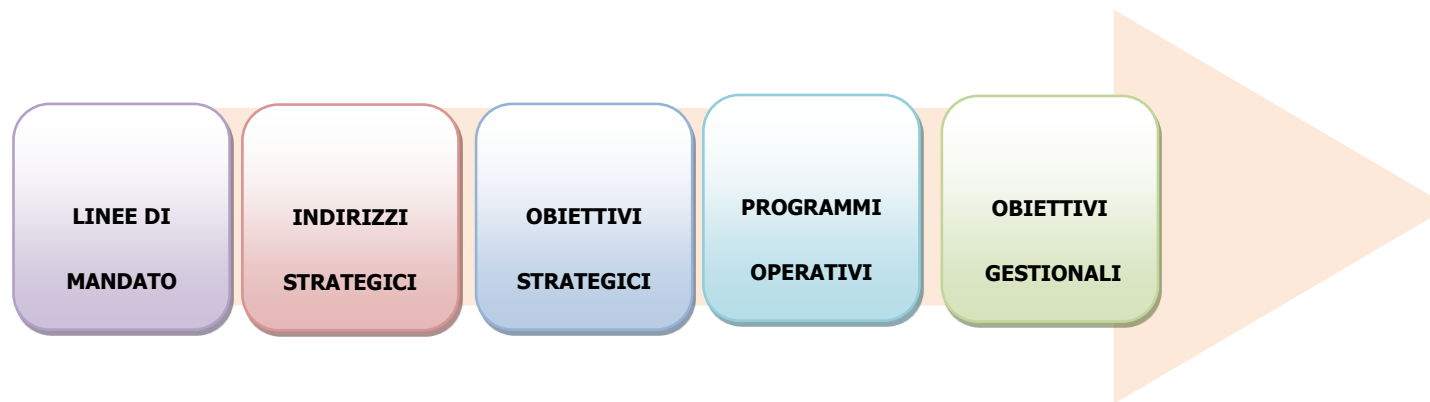 LINEE DI
MANDATO
INDIRIZZI
STRATEGICI
OBIETTIVI
STRATEGICI
PROGRAMMI
OPERATIVI
OBIETTIVI
GESTIONALI